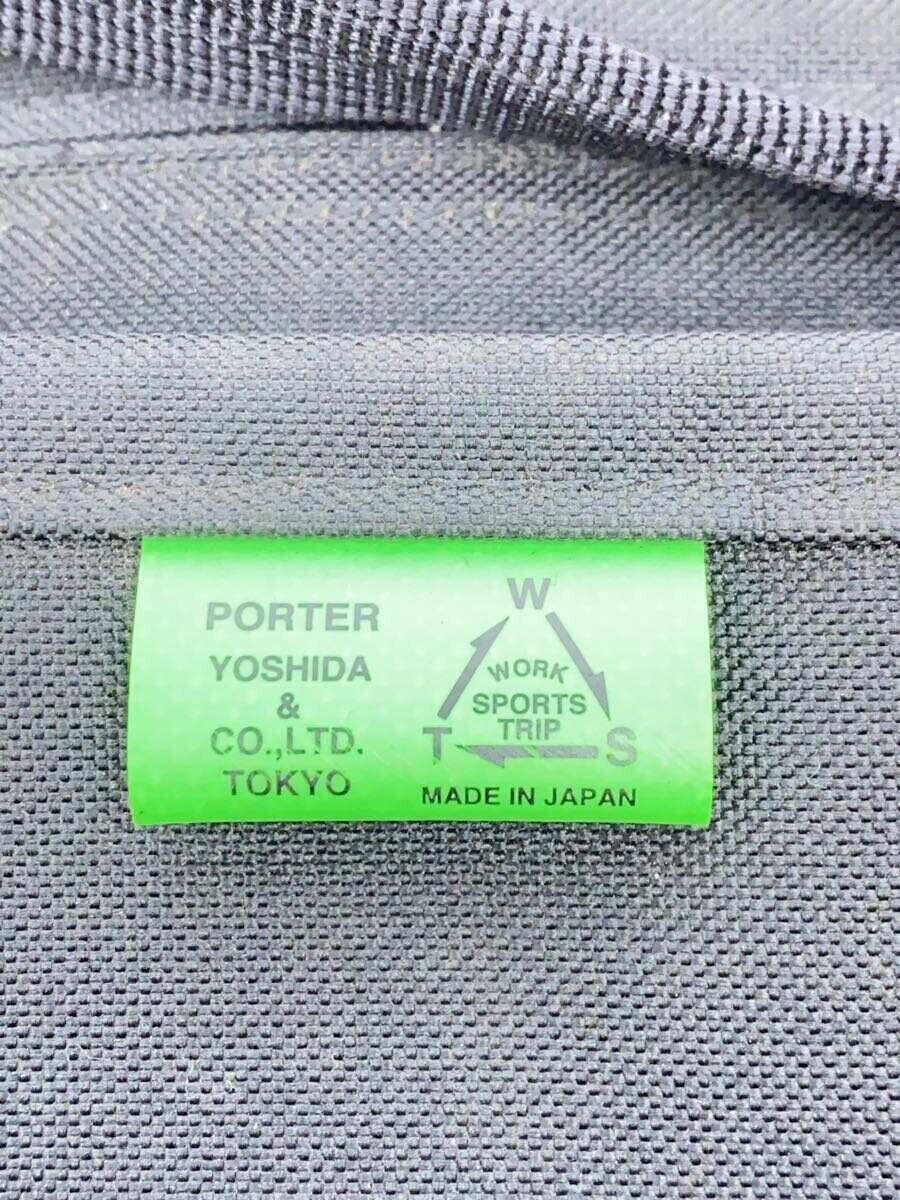 PORTER
YOSHIDA
&
CO.,LTD.
TOKYO
W
WORK
SPORTS
TRIP
T
S
MADE IN JAPAN